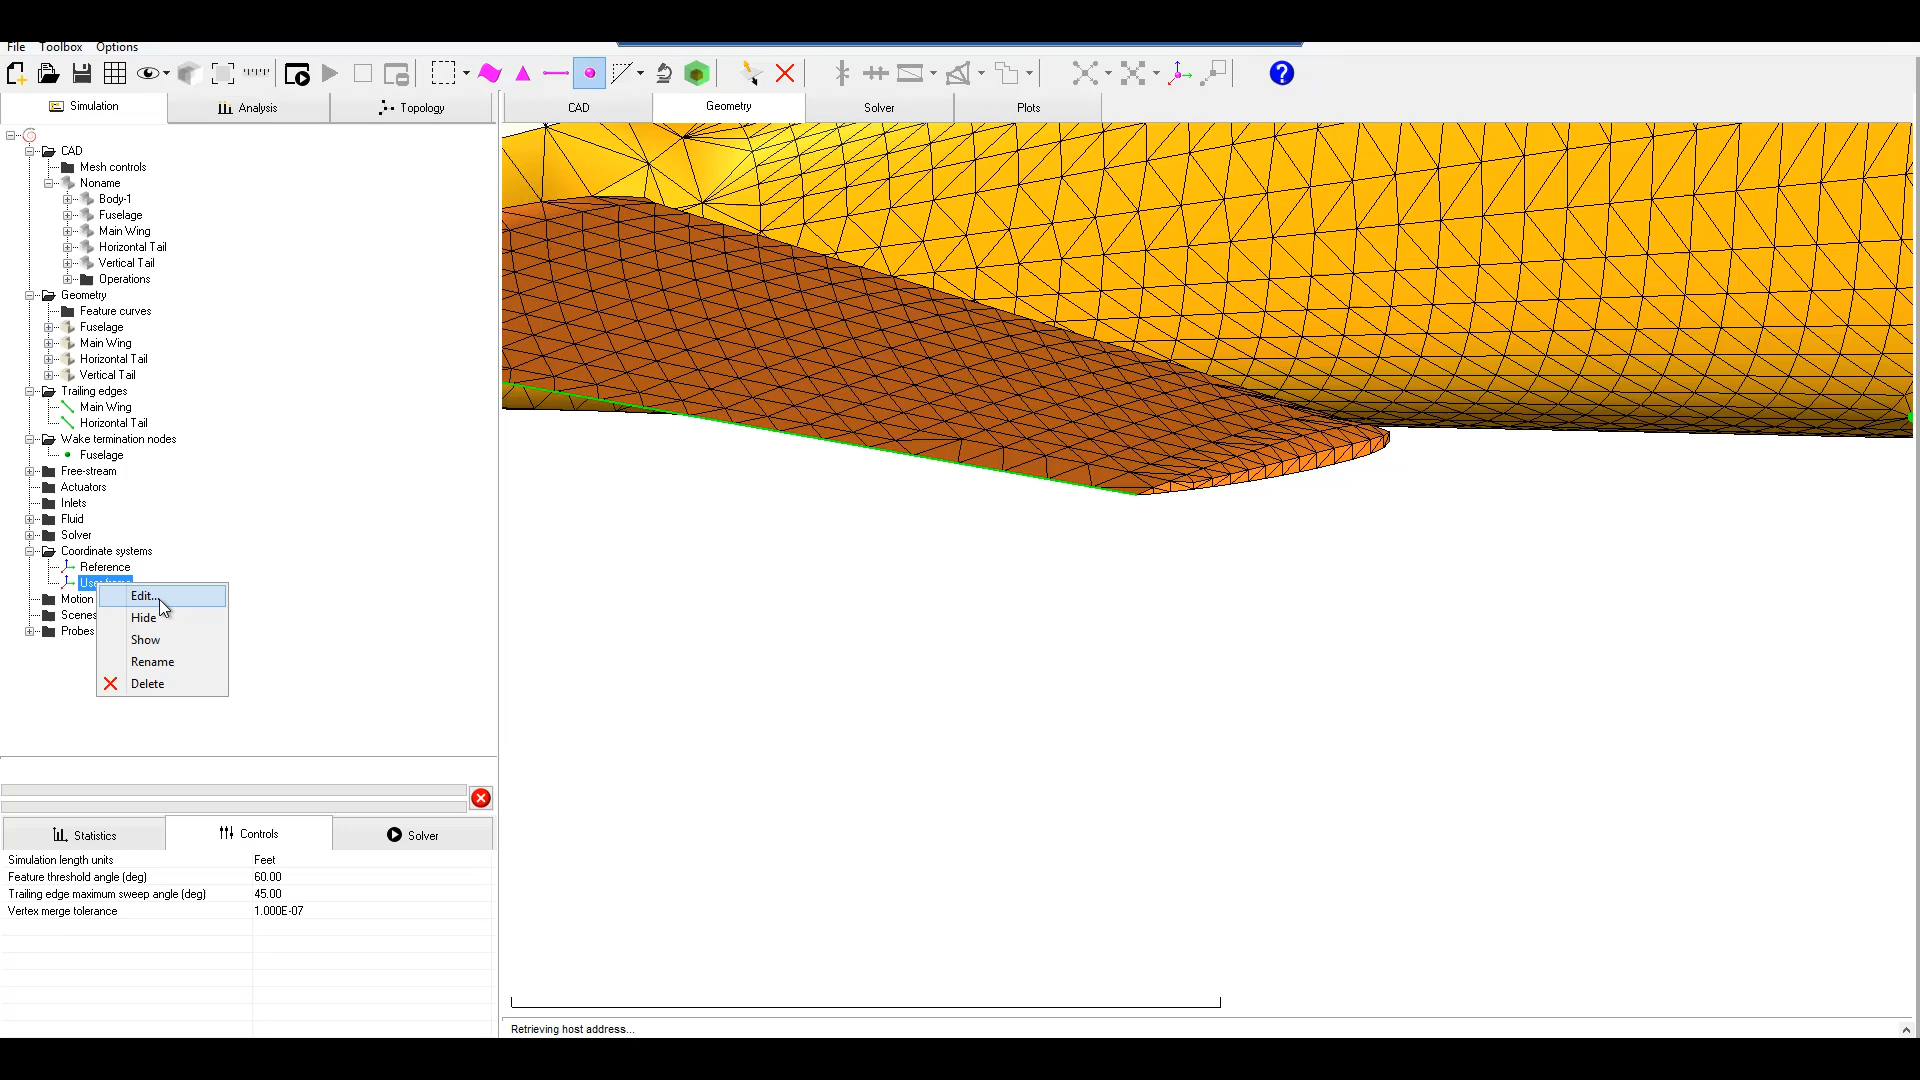 File Toolbox Options
Simulation Analysis Topology CAD Geometry Solver Plots
CAD
Mesh controls
Noname
Body-1
Fuselage
Main Wing
Horizontal Tail
Vertical Tail
Operations
Geometry
Feature curves
Fuselage
Main Wing
Horizontal Tail
Vertical Tail
Trailing edges
Main Wing
Horizontal Tail
Wake termination nodes
Fuselage
Free-stream
Actuators
Inlets
Fluid
Solver
Coordinate systems
Reference
Motion
Scenes
Probes
Edit...
Hide
Show
Rename
Delete
Statistics Controls Solver
Simulation length units Feet
Feature threshold angle (deg) 60.00
Trailing edge maximum sweep angle (deg) 45.00
Vertex merge tolerance 1.000E-07
Retrieving host address...